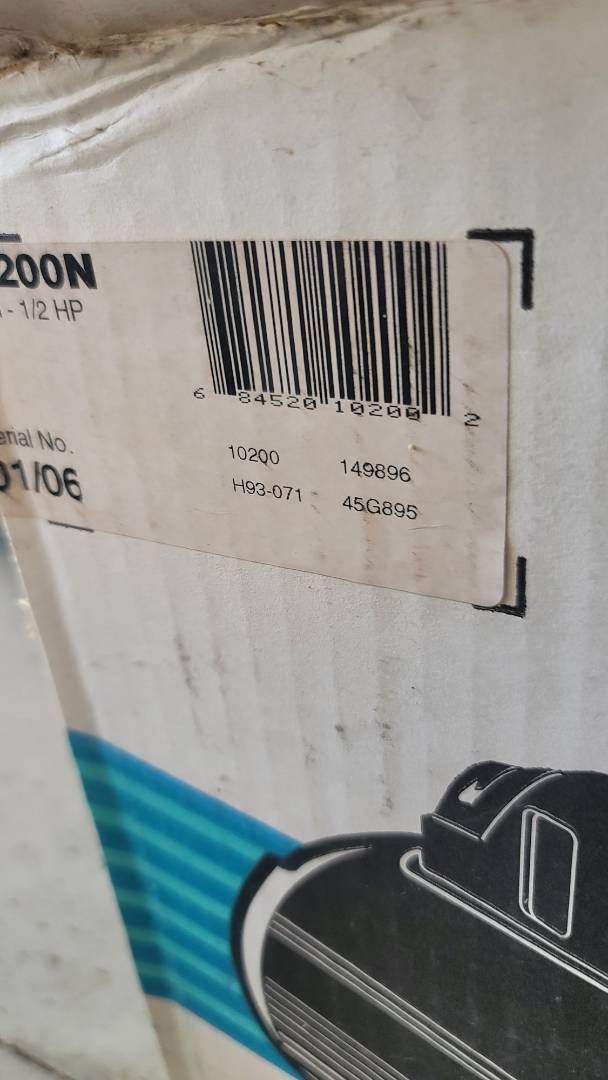 200N
- 1/2 HP
6 84520 10200 2
erial No.
01/06
10200 149896
H93-071 45G895